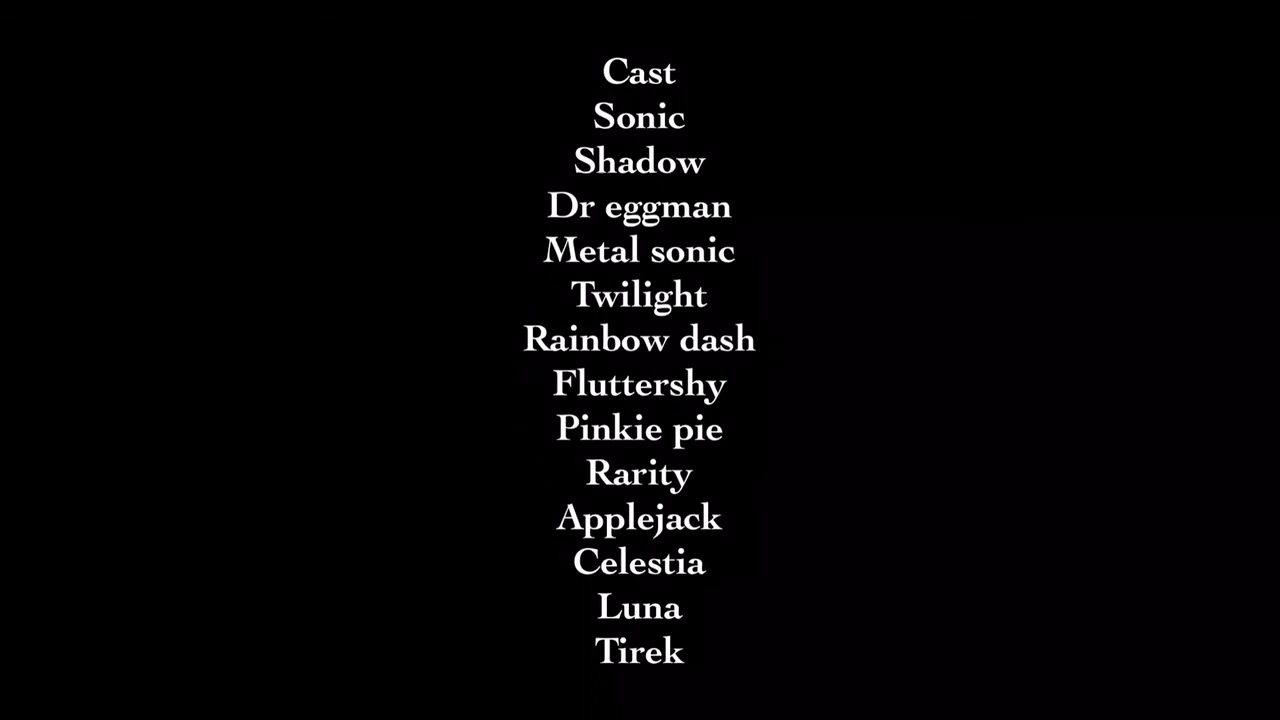 Cast
Sonic
Shadow
Dr eggman
Metal sonic
Twilight
Rainbow dash
Fluttershy
Pinkie pie
Rarity
Applejack
Celestia
Luna
Tirek